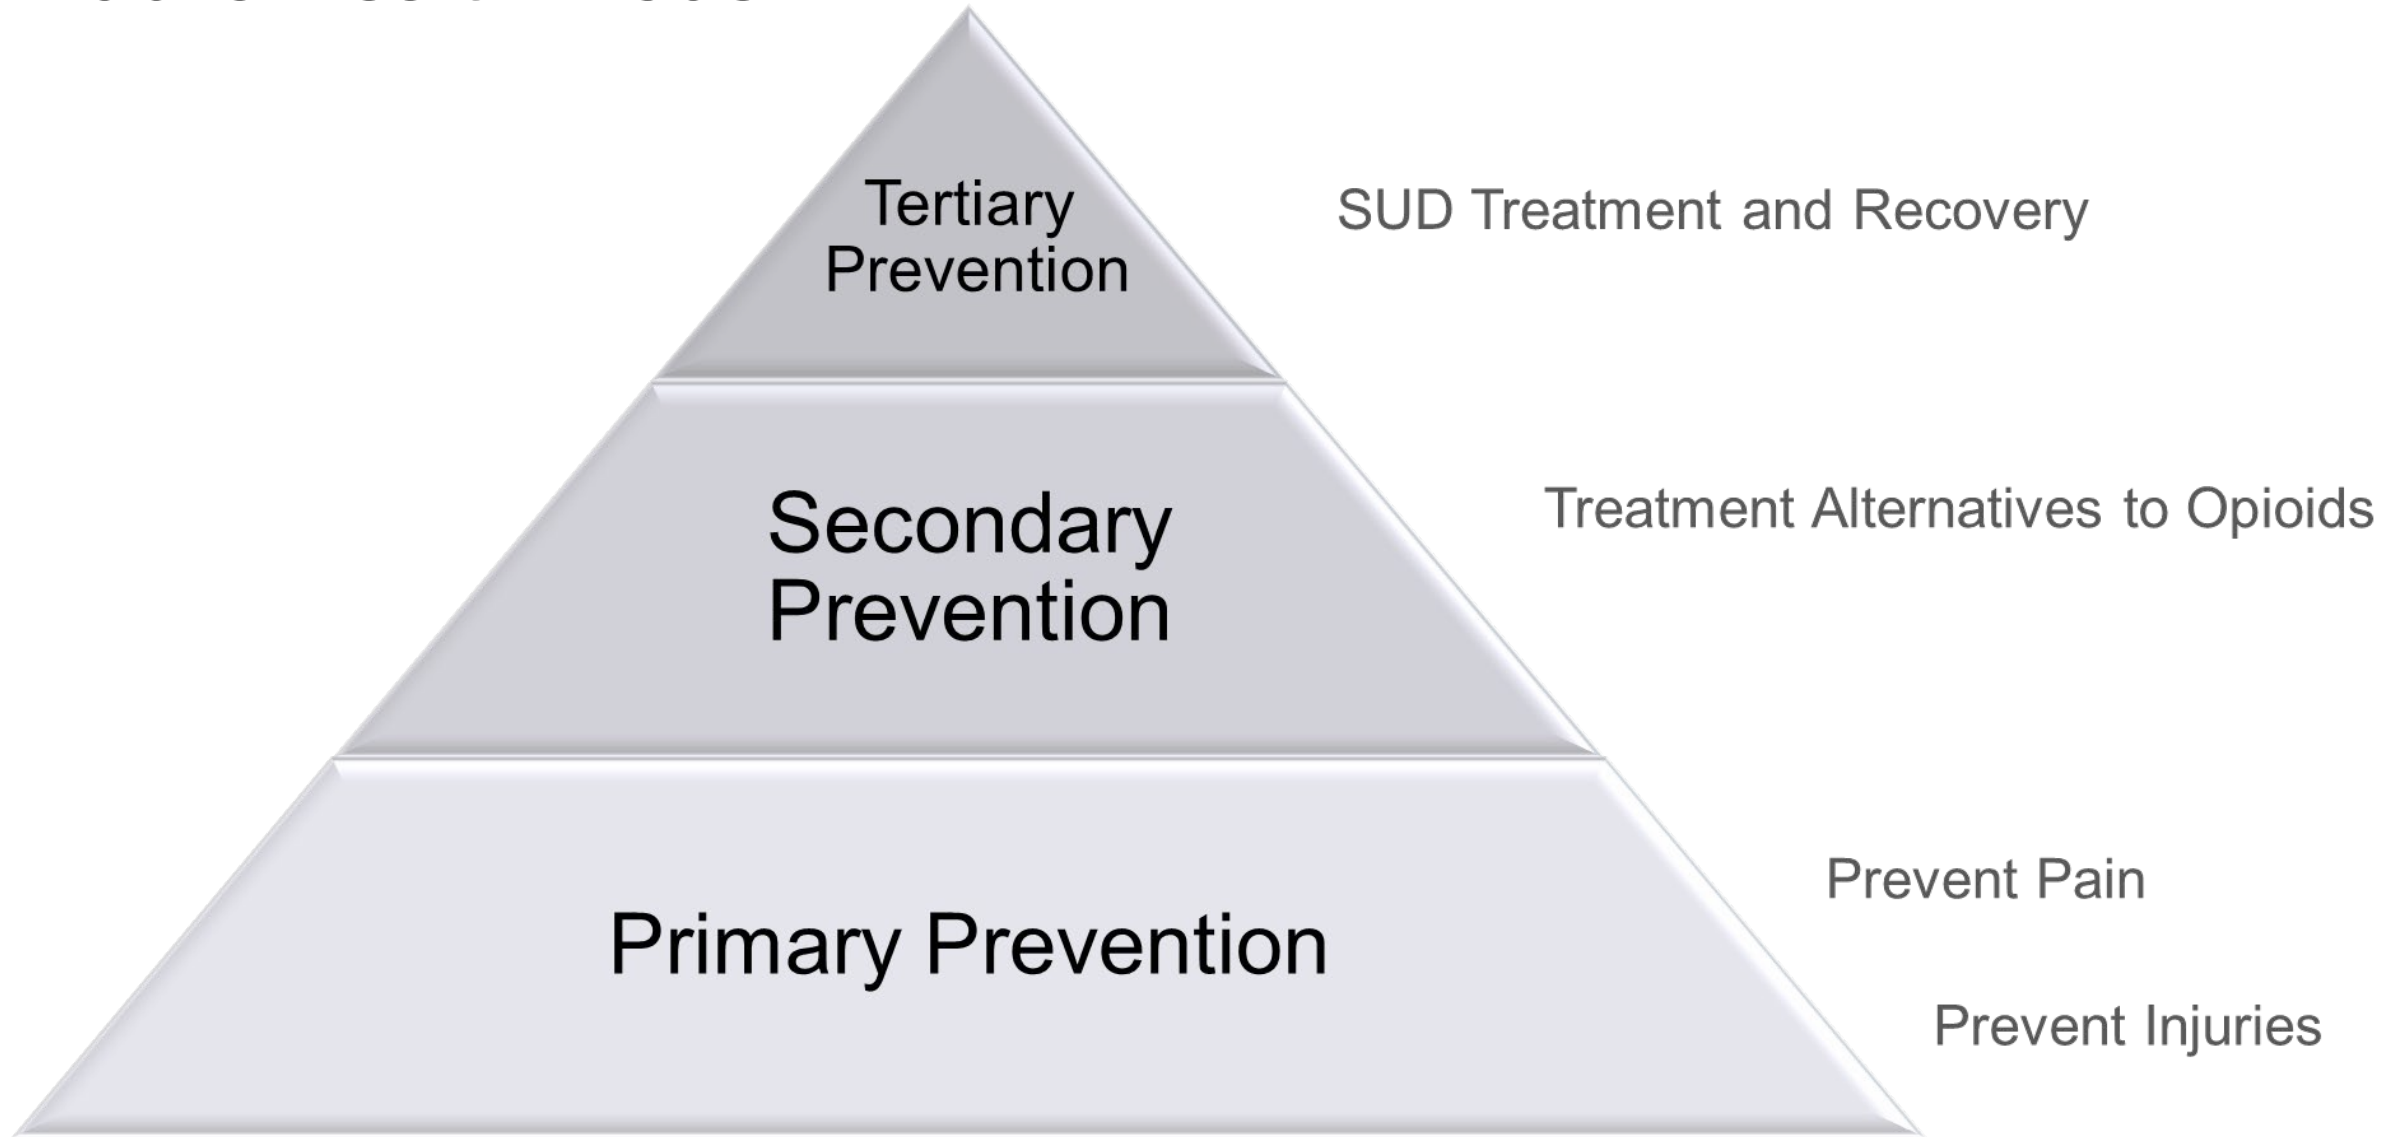 Tertiary
Prevention
SUD Treatment and Recovery
Secondary
Prevention
Treatment Alternatives to Opioids
Primary Prevention
Prevent Pain
Prevent Injuries